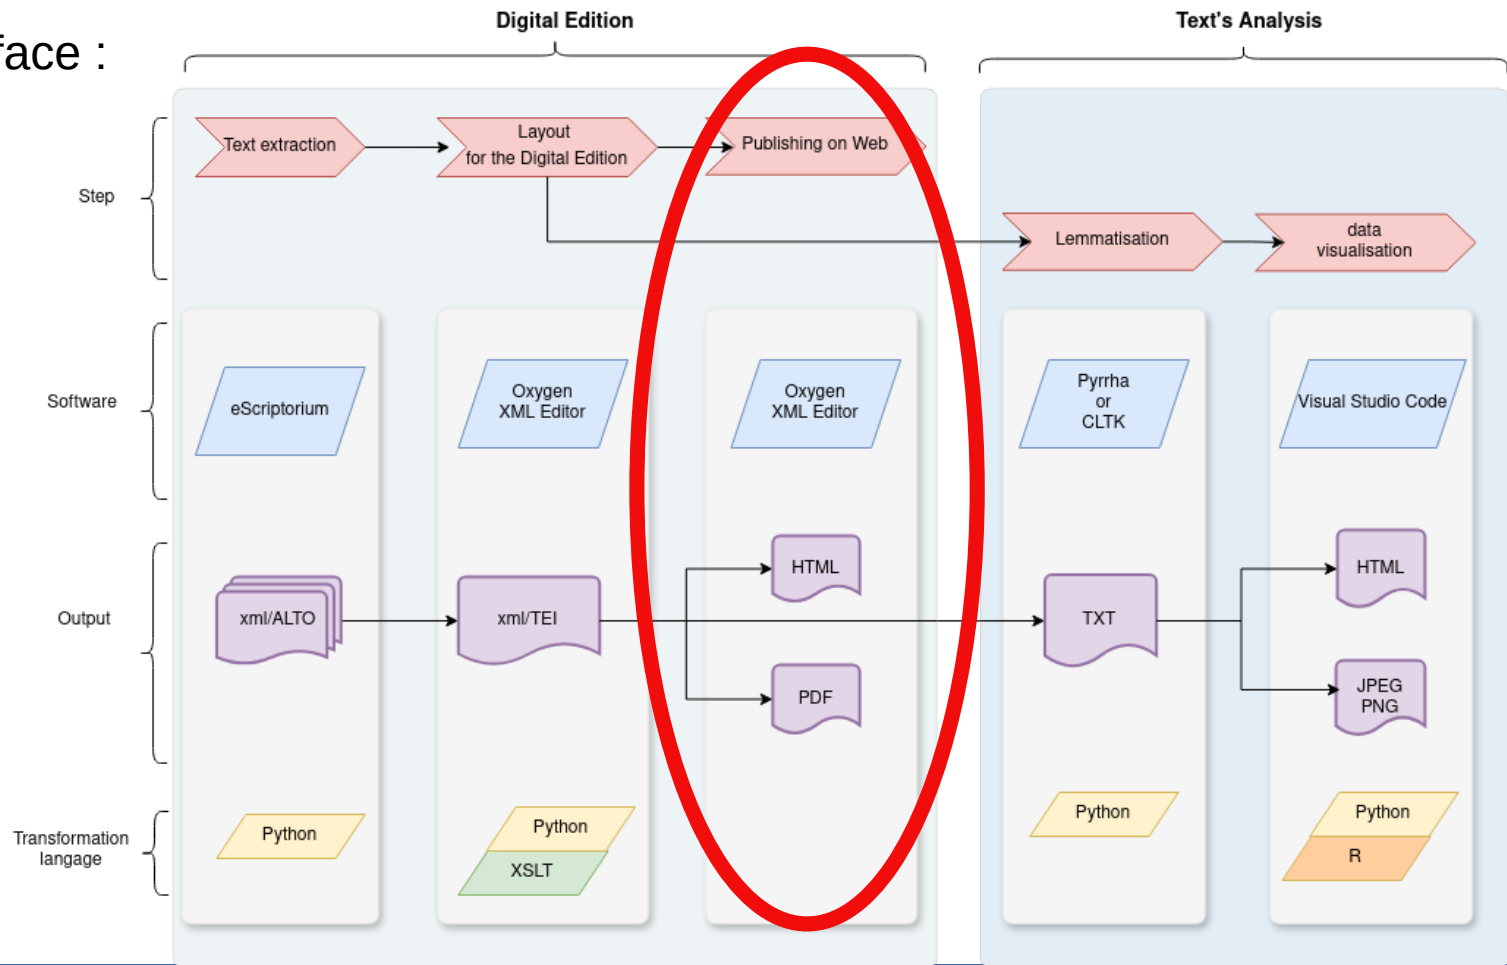 face :
Digital Edition
Text's Analysis
Step
Text extraction
Layout
for the Digital Edition
Publishing on Web
Lemmatisation
data
visualisation
Software
eScriptorium
Oxygen
XML Editor
Oxygen
XML Editor
Pyrrha
or
CLTK
Visual Studio Code
Output
xml/ALTO
xml/TEI
HTML
PDF
TXT
HTML
JPEG
PNG
Transformation
langage
Python
Python
XSLT
Python
Python
R